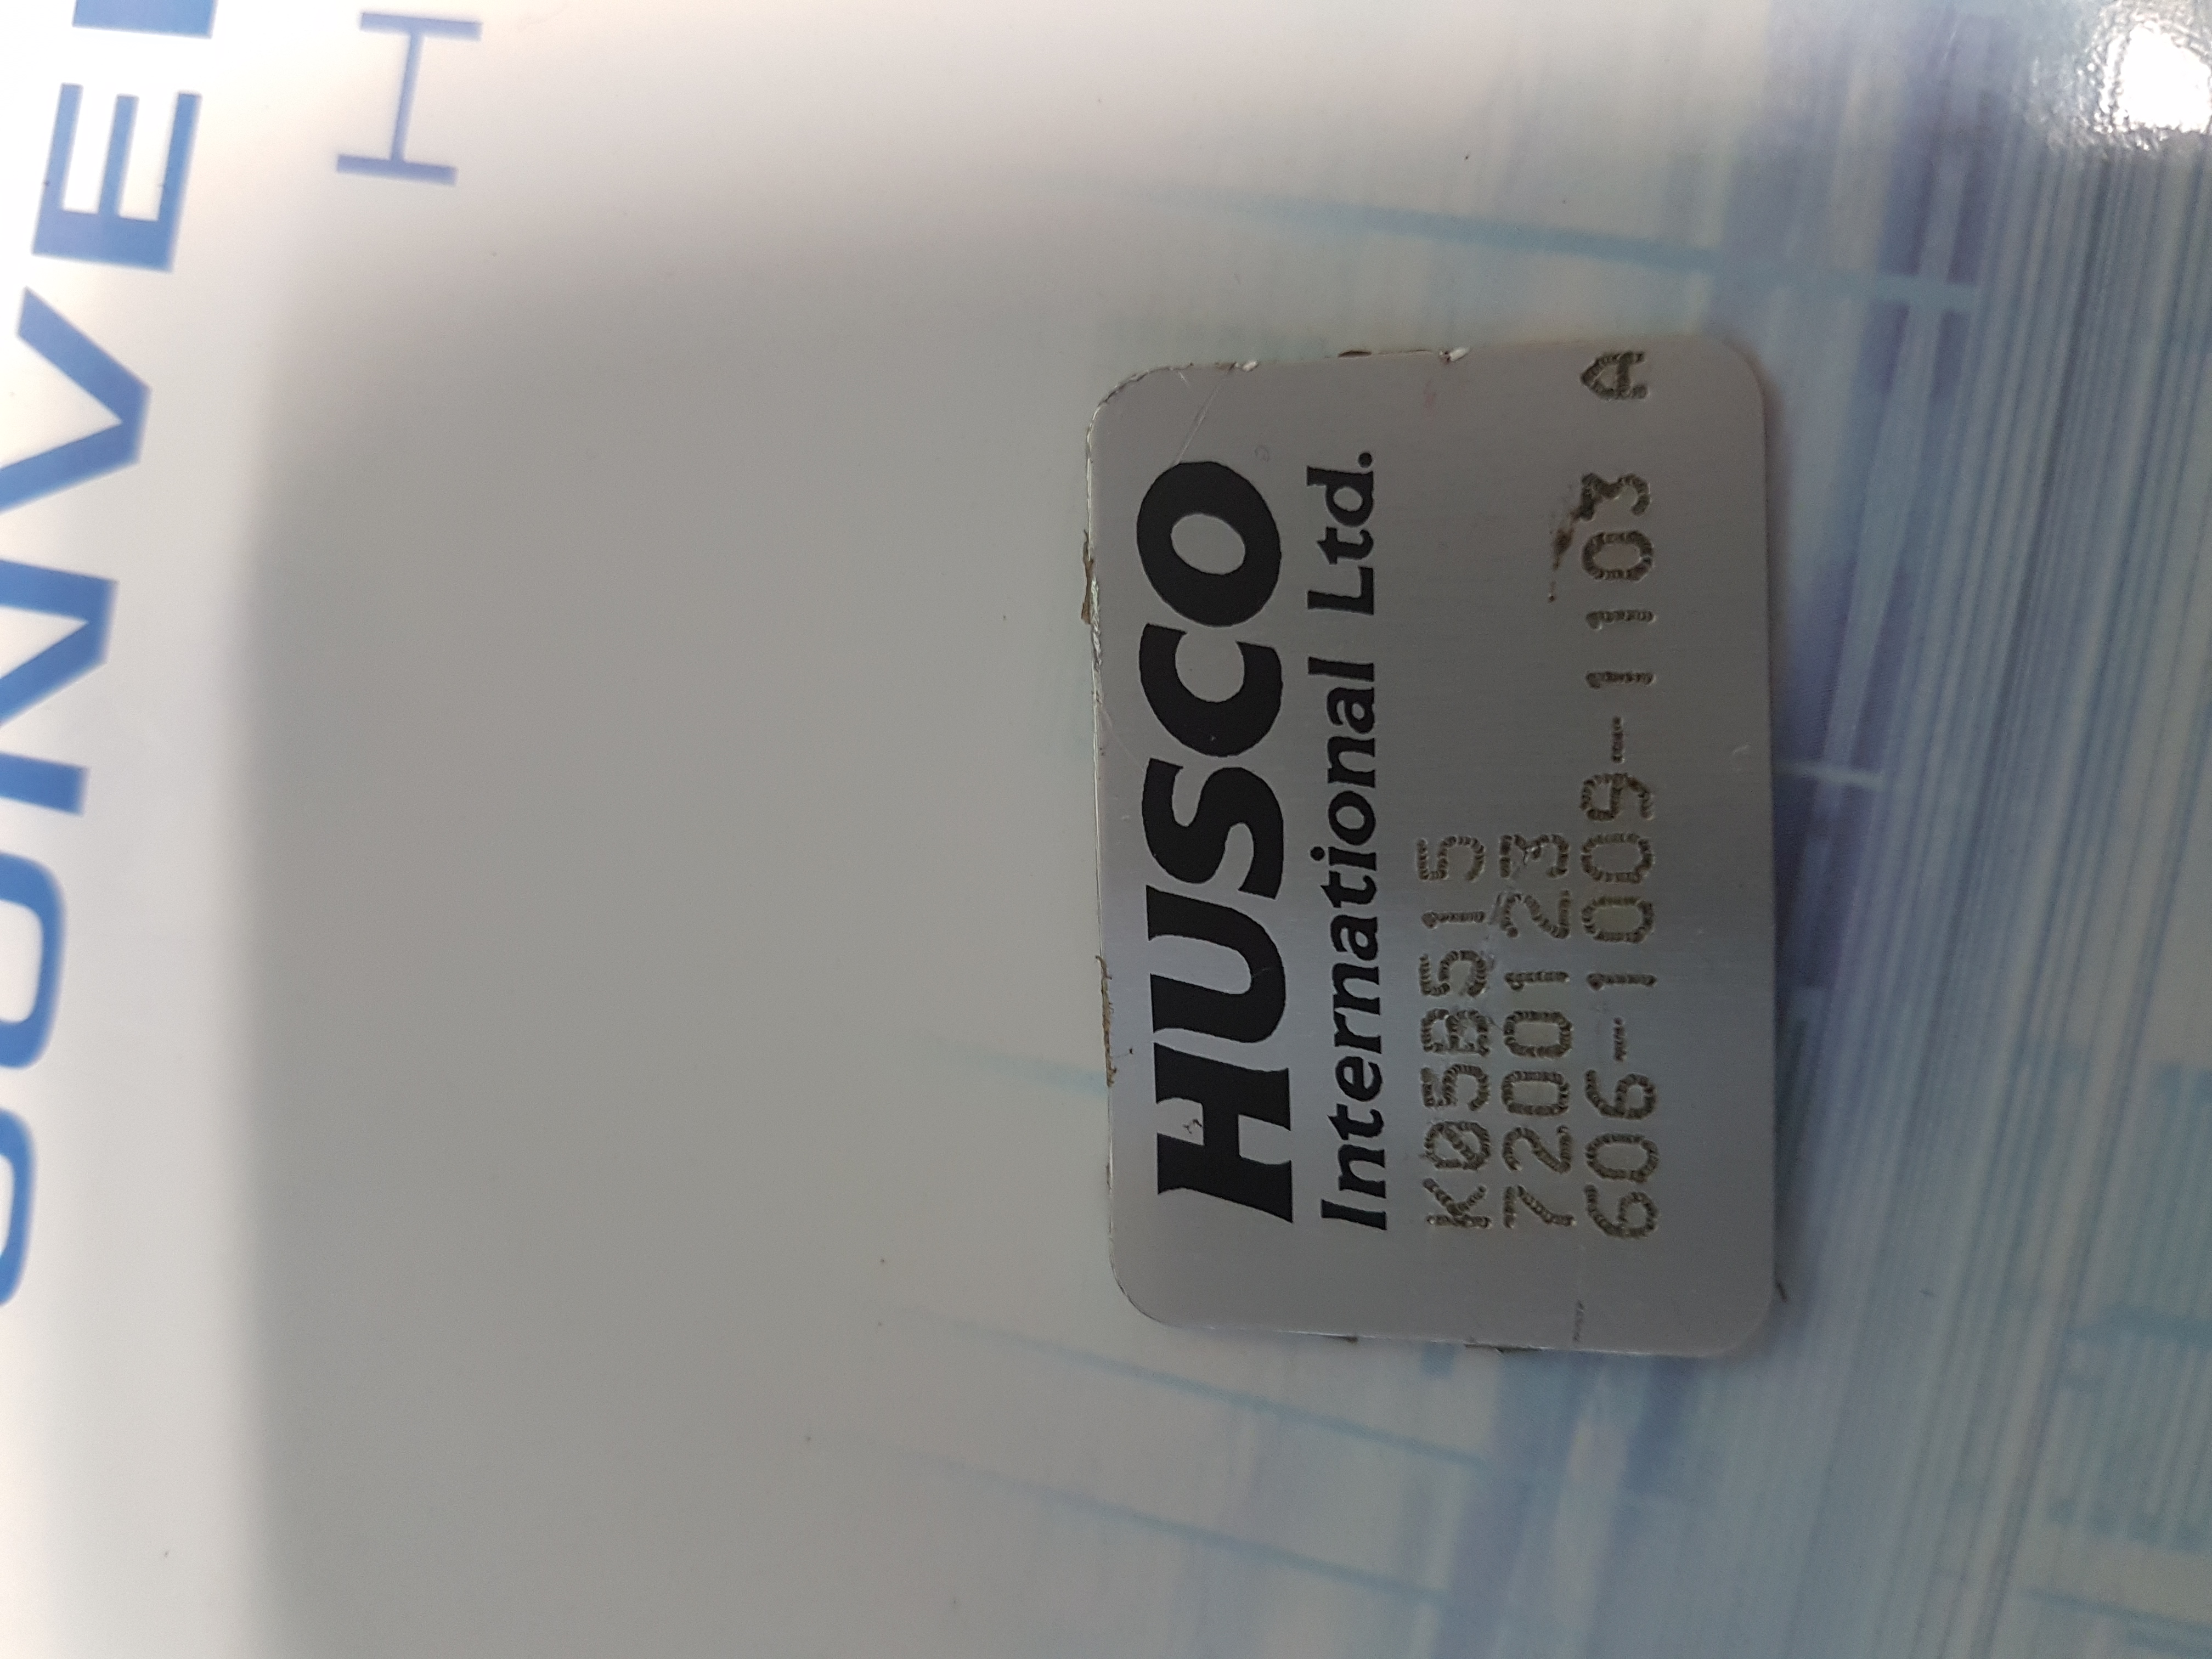 HUSCO
International Ltd.
K05B515
7200123
606-1009-1103 A